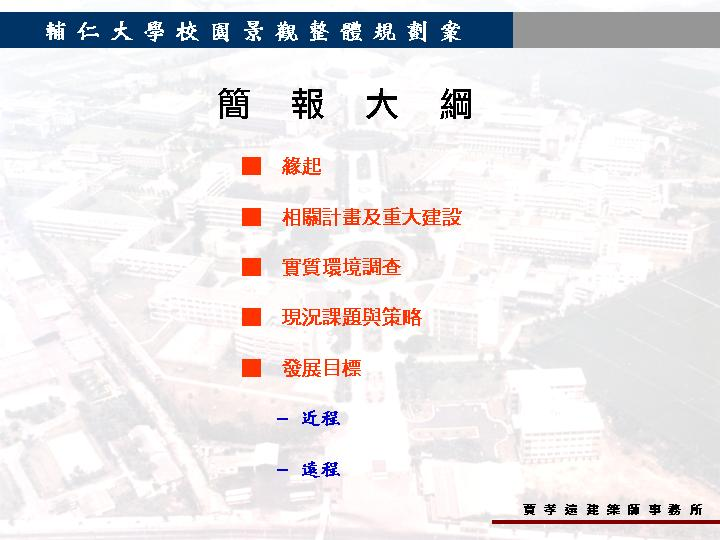 輔仁大學校園景觀整體規劃案
簡報大綱
■ 緣起
■ 相關計畫及重大建設
■ 實質環境調查
■ 現況課題與策略
■ 發展目標
– 近程
– 遠程
賈孝遠建築師事務所